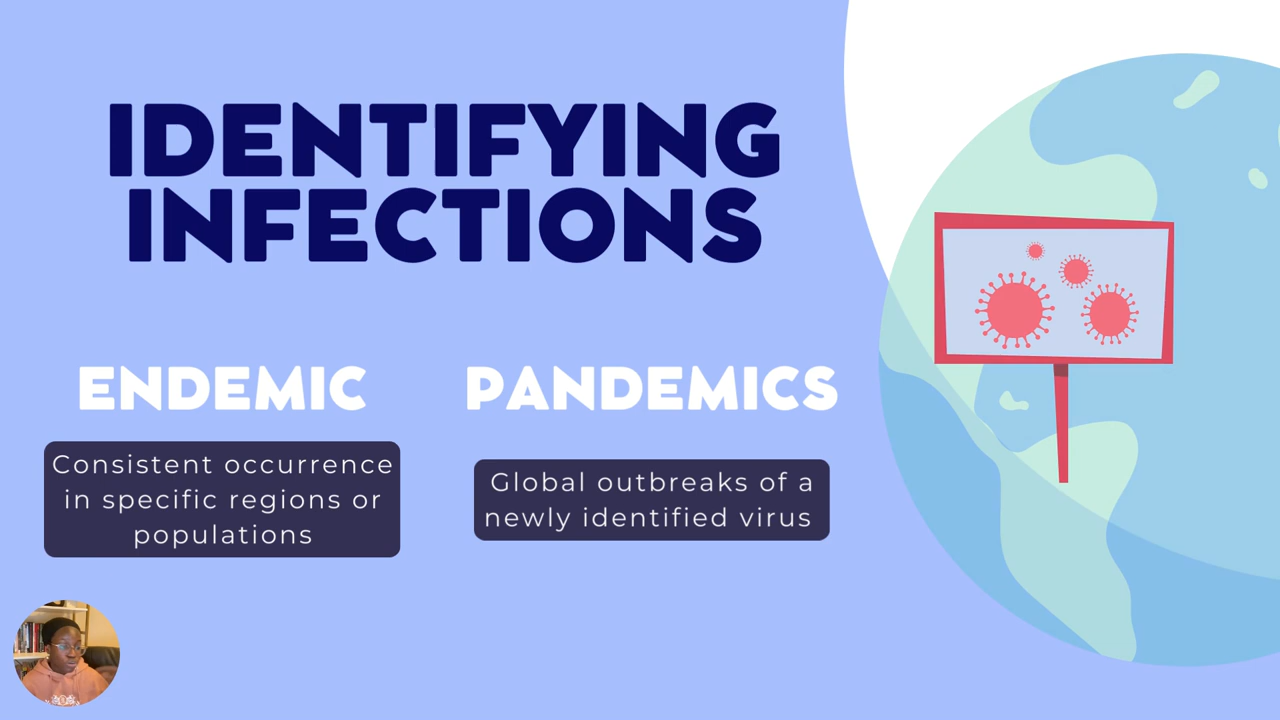 IDENTIFYING
INFECTIONS
ENDEMIC
Consistent occurrence
in specific regions or
populations
PANDEMICS
Global outbreaks of a
newly identified virus